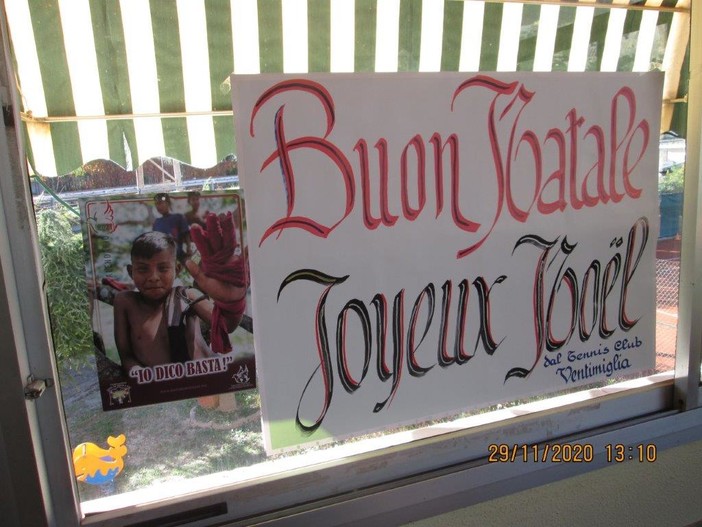 Buon Natale
Joyeux Noël
dal Tennis Club
Ventimiglia
"IO DICO BASTA!"
29/11/2020 13:10